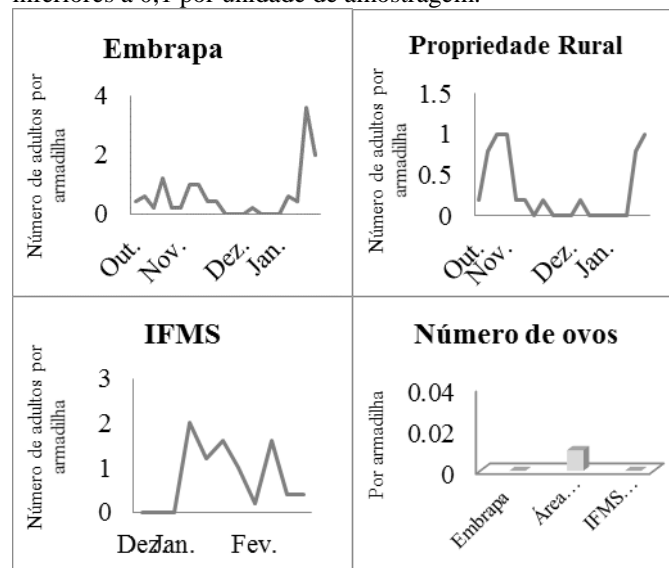 inferiores a 0,1 por unidade de amostragem.
Embrapa
Número de adultos por
armadilha
4
2
0
Out.
Nov.
Dez.
Jan.
Propriedade Rural
Número de adultos por
armadilha
1.5
1
0.5
0
Out.
Nov.
Dez.
Jan.
IFMS
Número de adultos por
armadilha
3
2
1
0
Dez.
Jan.
Fev.
Número de ovos
Por armadilha
0.04
0.02
0
Embrapa
Área...
IFMS...